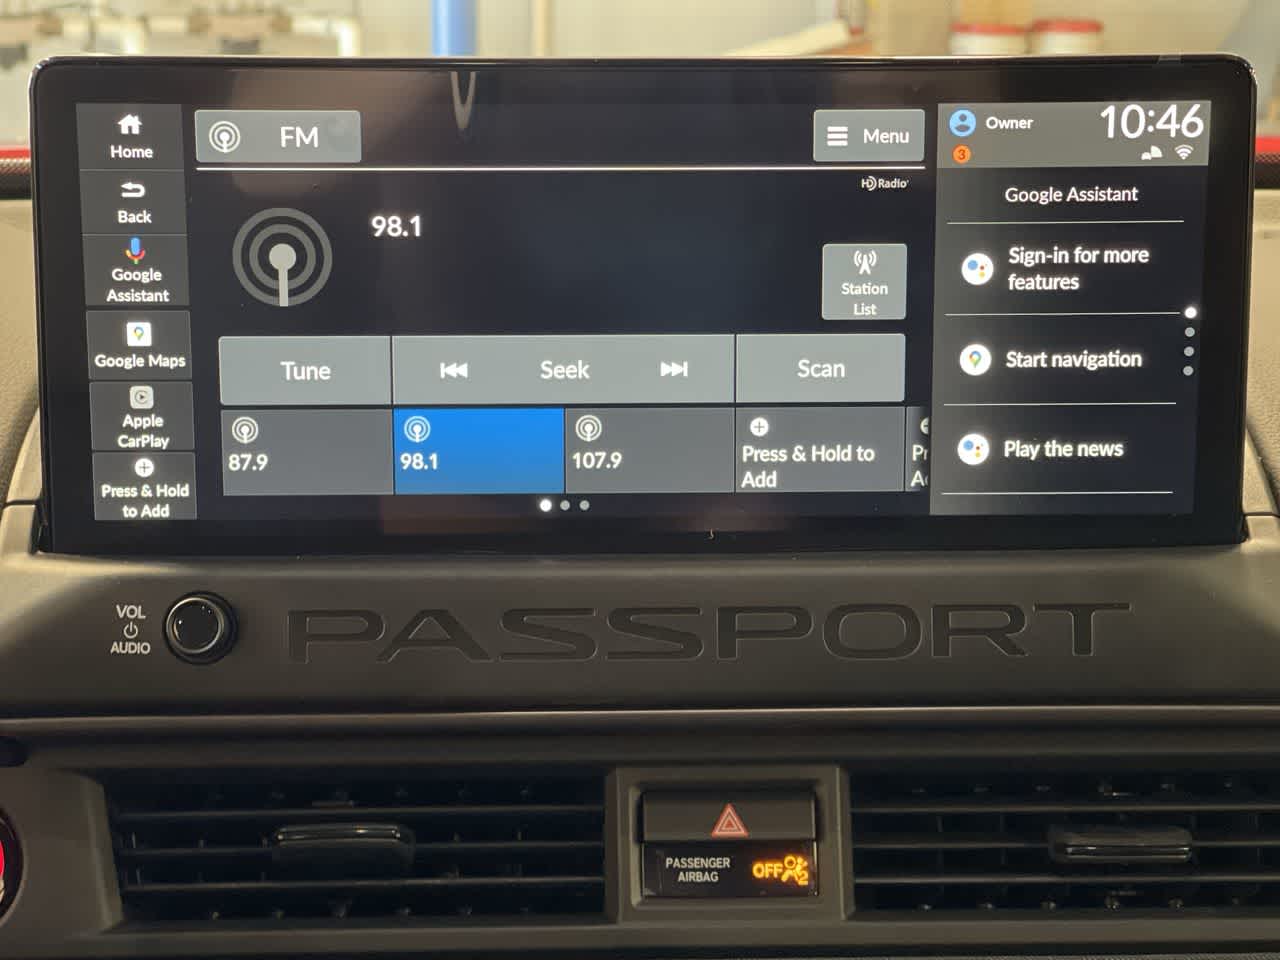 Home
Back
Google
Assistant
Google Maps
Apple
CarPlay
Press & Hold
to Add
FM
Menu
HD Radio
98.1
Station
List
Tune
Seek
Scan
87.9
98.1
107.9
Press & Hold to
Add
Owner
10:46
3
Google Assistant
Sign-in for more
features
Start navigation
Play the news
VOL
AUDIO
PASSPORT
PASSENGER
AIRBAG
OFF
2